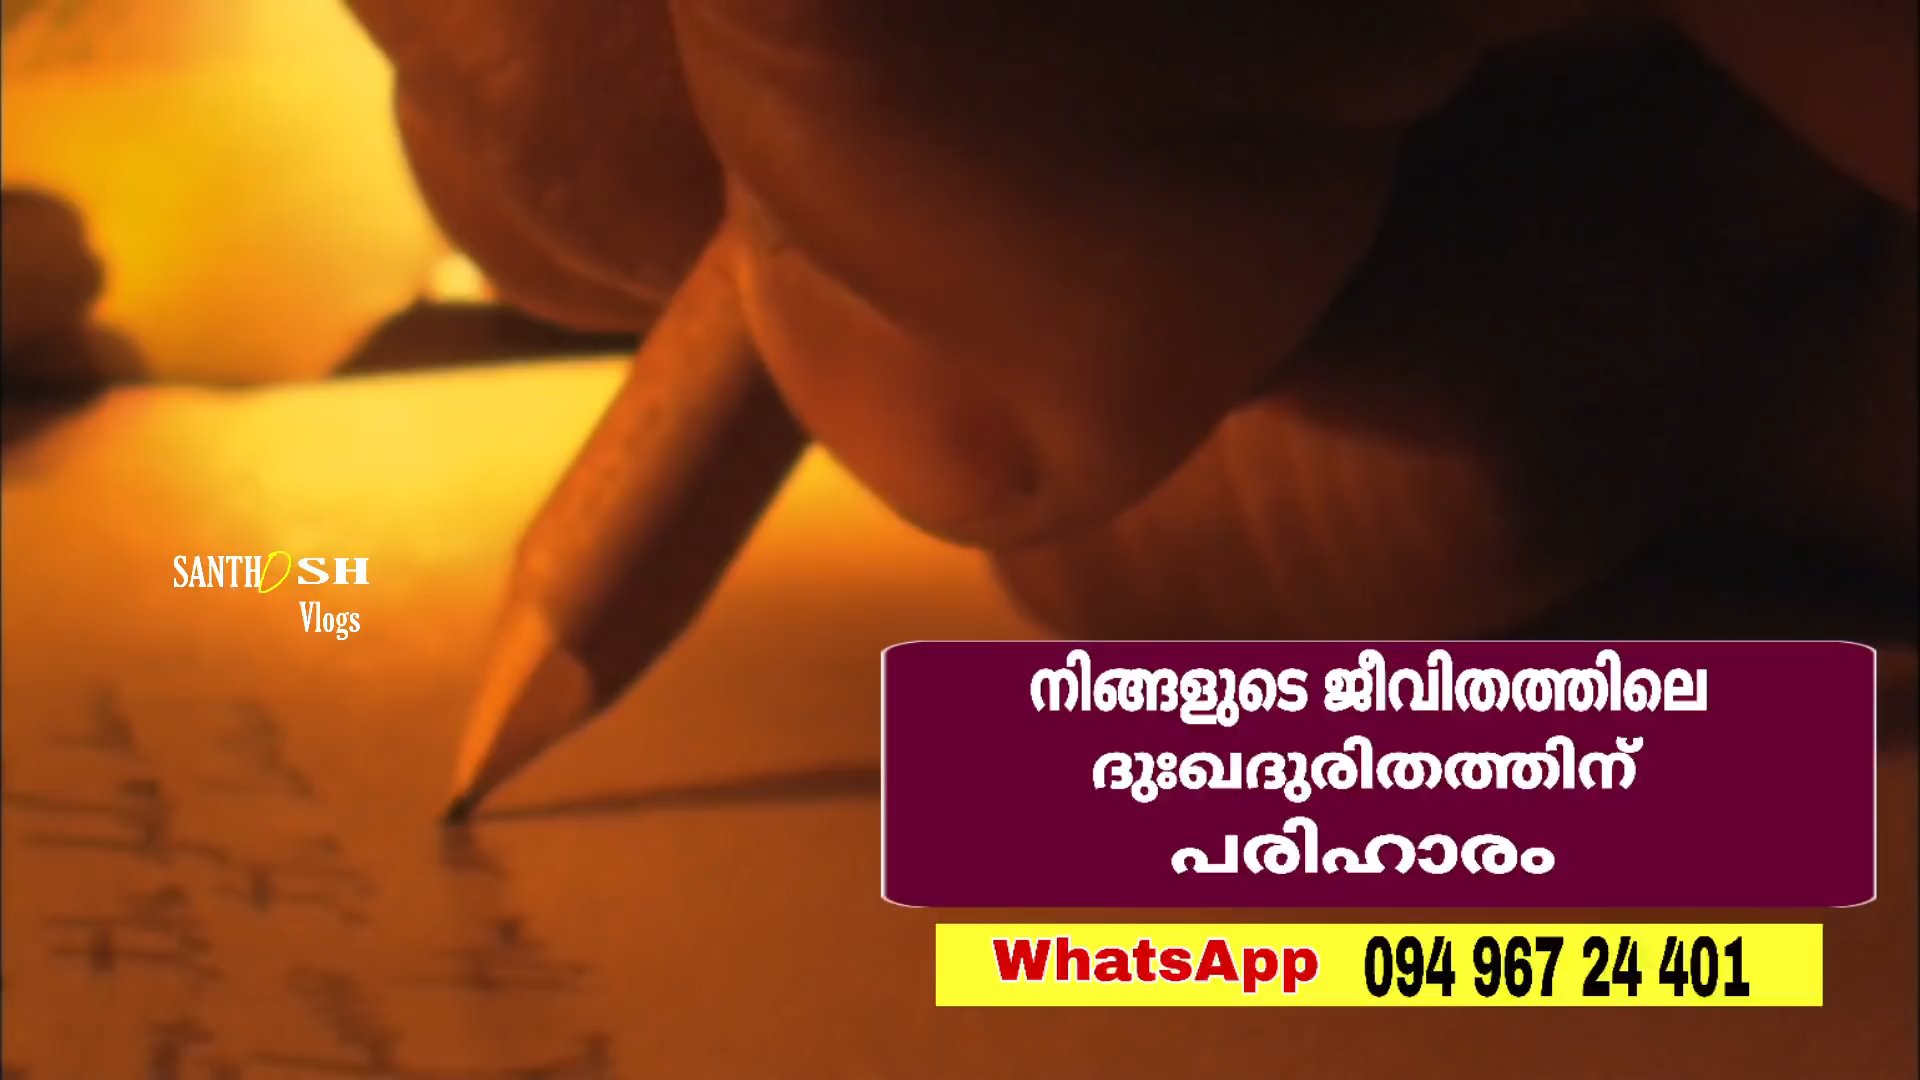 SANTHOSH
Vlogs
നിങ്ങളുടെ ജീവിതത്തിലെ
ദുഃഖദുരിതത്തിന്
പരിഹാരം
WhatsApp 094 967 24 401